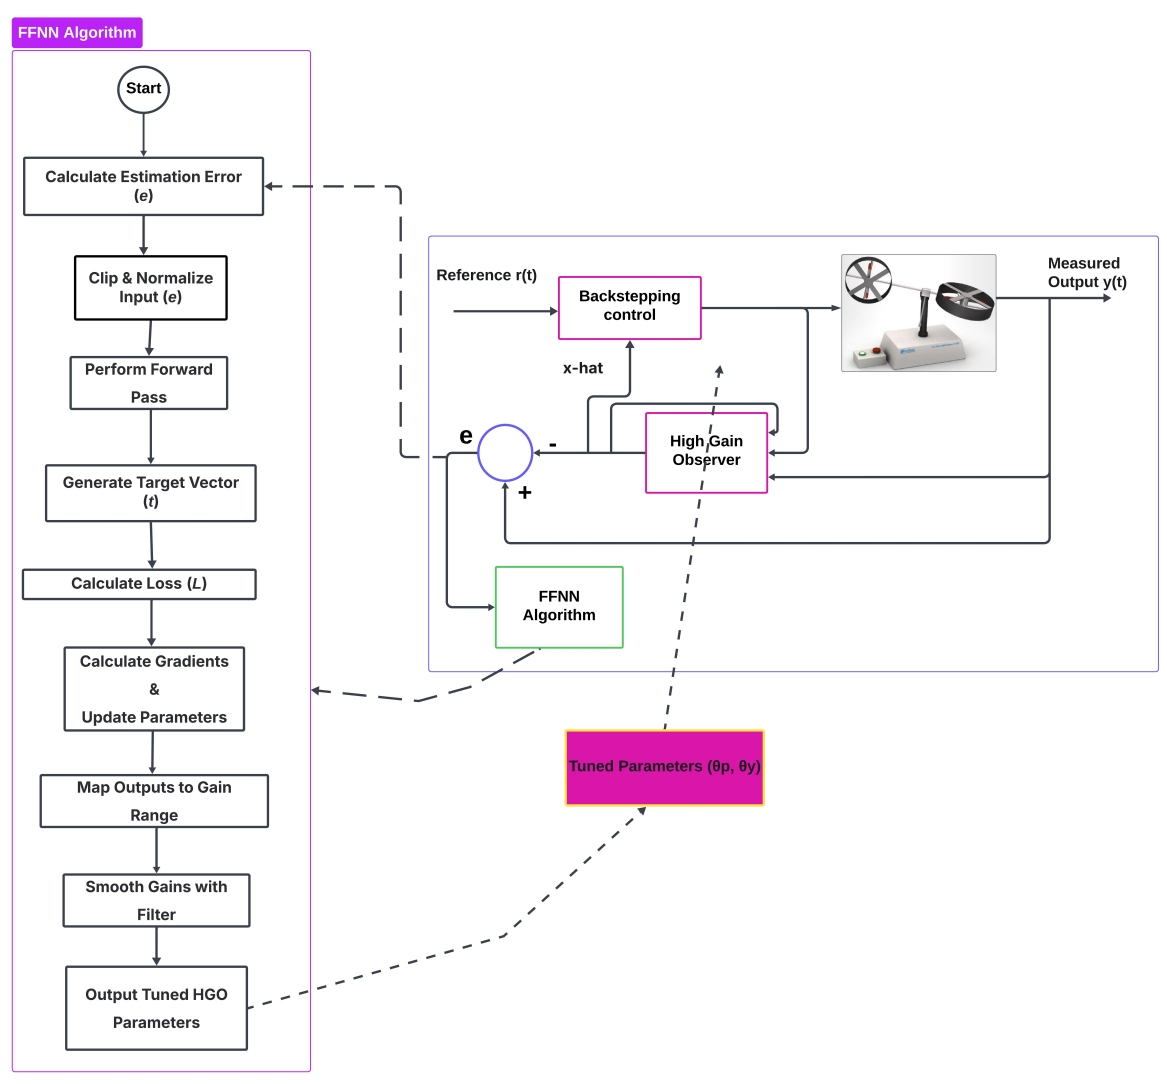 FFNN Algorithm
Start
Calculate Estimation Error
(e)
Clip & Normalize
Input (e)
Perform Forward
Pass
Generate Target Vector
(t)
Calculate Loss (L)
Calculate Gradients
&
Update Parameters
Map Outputs to Gain
Range
Smooth Gains with
Filter
Output Tuned HGO
Parameters
Reference r(t)
Backstepping
control
Measured
Output y(t)
x-hat
e
-
+
High Gain
Observer
FFNN
Algorithm
Tuned Parameters (θp, θy)